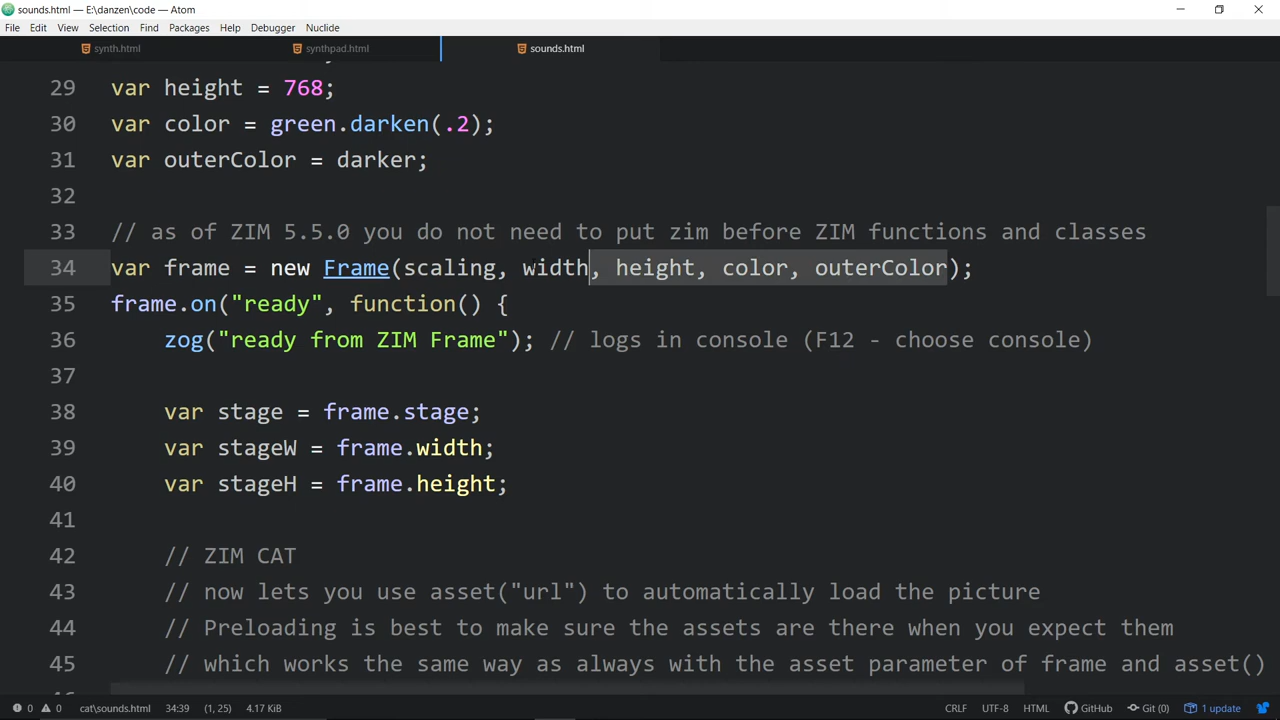 sounds.html — E:\danzen\code — Atom
File Edit View Selection Find Packages Help Debugger Nuclide
synth.html synthpad.html sounds.html
29 var height = 768;
30 var color = green.darken(.2);
31 var outerColor = darker;
32
33 // as of ZIM 5.5.0 you do not need to put zim before ZIM functions and classes
34 var frame = new Frame(scaling, width, height, color, outerColor);
35 frame.on("ready", function() {
36 zog("ready from ZIM Frame"); // logs in console (F12 - choose console)
37
38 var stage = frame.stage;
39 var stageW = frame.width;
40 var stageH = frame.height;
41
42 // ZIM CAT
43 // now lets you use asset("url") to automatically load the picture
44 // Preloading is best to make sure the assets are there when you expect them
45 // which works the same way as always with the asset parameter of frame and asset()
0 0 cat\sounds.html 34:39 (1, 25) 4.17 KiB CRLF UTF-8 HTML GitHub Git (0) 1 update